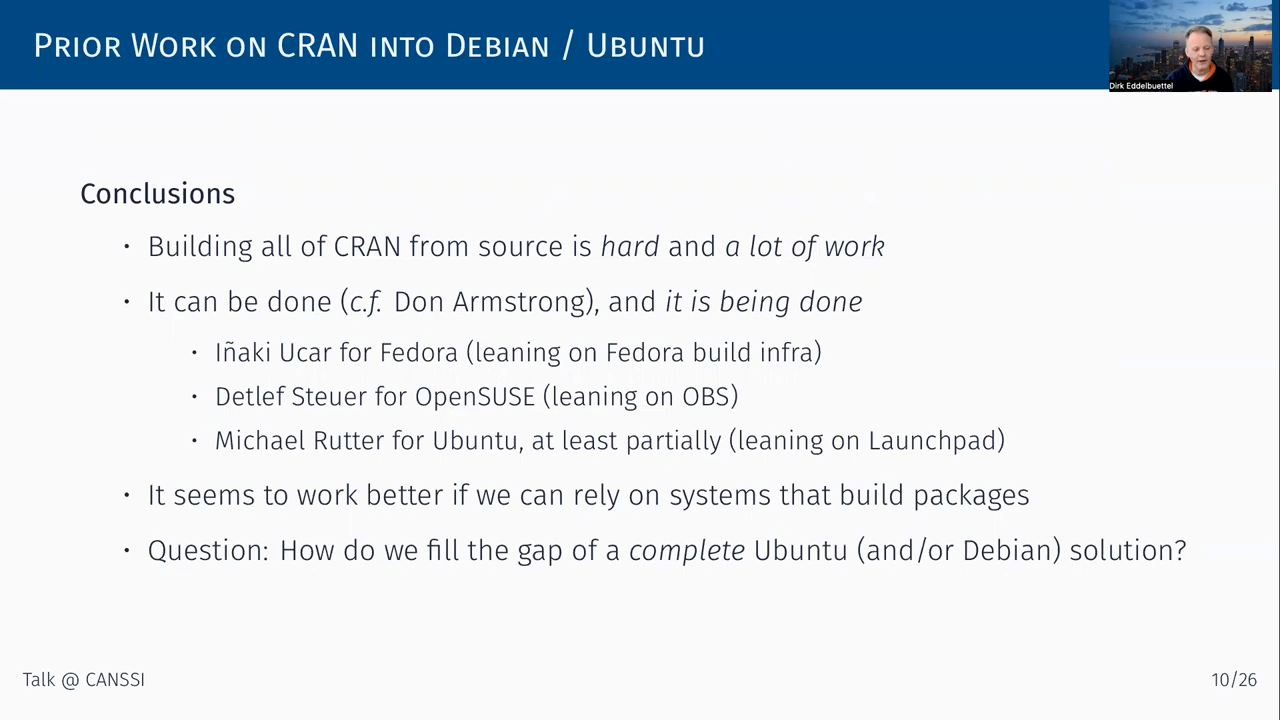 PRIOR WORK ON CRAN INTO DEBIAN / UBUNTU
Dirk Eddelbuettel
Conclusions
· Building all of CRAN from source is hard and a lot of work
· It can be done (c.f. Don Armstrong), and it is being done
· Iñaki Ucar for Fedora (leaning on Fedora build infra)
· Detlef Steuer for OpenSUSE (leaning on OBS)
· Michael Rutter for Ubuntu, at least partially (leaning on Launchpad)
· It seems to work better if we can rely on systems that build packages
· Question: How do we fill the gap of a complete Ubuntu (and/or Debian) solution?
Talk @ CANSSI
10/26